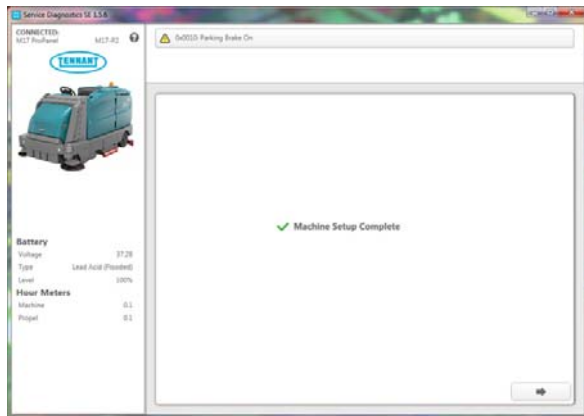 Service Diagnostics SE 1.5.6
CONNECTED:
M17 ProPanel M17-R2
TENNANT
0x0010: Parking Brake On
Machine Setup Complete
Battery
Voltage 37.28
Type Lead Acid (Flooded)
Level 100%
Hour Meters
Machine 0.1
Propel 0.1